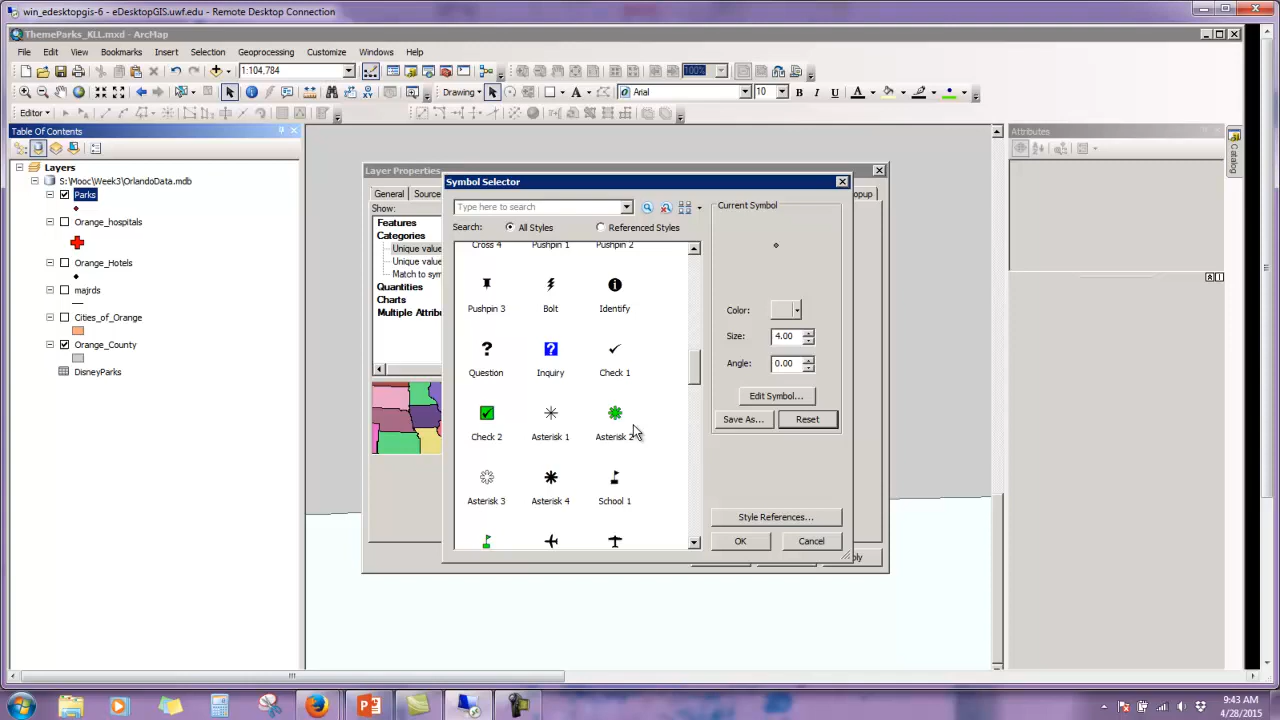 win_edesktopgis-6 - eDesktopGIS.uwf.edu - Remote Desktop Connection
ThemeParks_KLL.mxd - ArcMap
File Edit View Bookmarks Insert Selection Geoprocessing Customize Windows Help
1:104,784
100%
Drawing
Arial
10
B I U A
Editor
Table Of Contents
Attributes
Catalog
Layers
S:\Mooc\Week3\OrlandoData.mdb
Parks
Orange_hospitals
Orange_Hotels
majrds
Cities_of_Orange
Orange_County
DisneyParks
Layer Properties
General Source
Show:
Features
Categories
Unique value
Unique value
Match to sym
Quantities
Charts
Multiple Attrib
Symbol Selector
Type here to search
Search: All Styles Referenced Styles
Cross 4 Pushpin 1 Pushpin 2
Pushpin 3 Bolt Identify
Question Inquiry Check 1
Check 2 Asterisk 1 Asterisk 2
Asterisk 3 Asterisk 4 School 1
Current Symbol
Color:
Size: 4.00
Angle: 0.00
Edit Symbol...
Save As... Reset
Style References...
OK Cancel
9:43 AM
4/28/2015